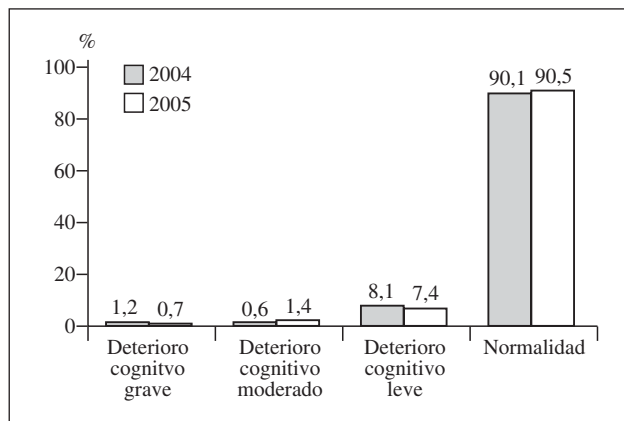 %
100
80
60
40
20
0
2004
2005
1,2 0,7
0,6 1,4
8,1 7,4
90,1 90,5
Deterioro
cognitvo
grave
Deterioro
cognitivo
moderado
Deterioro
cognitivo
leve
Normalidad